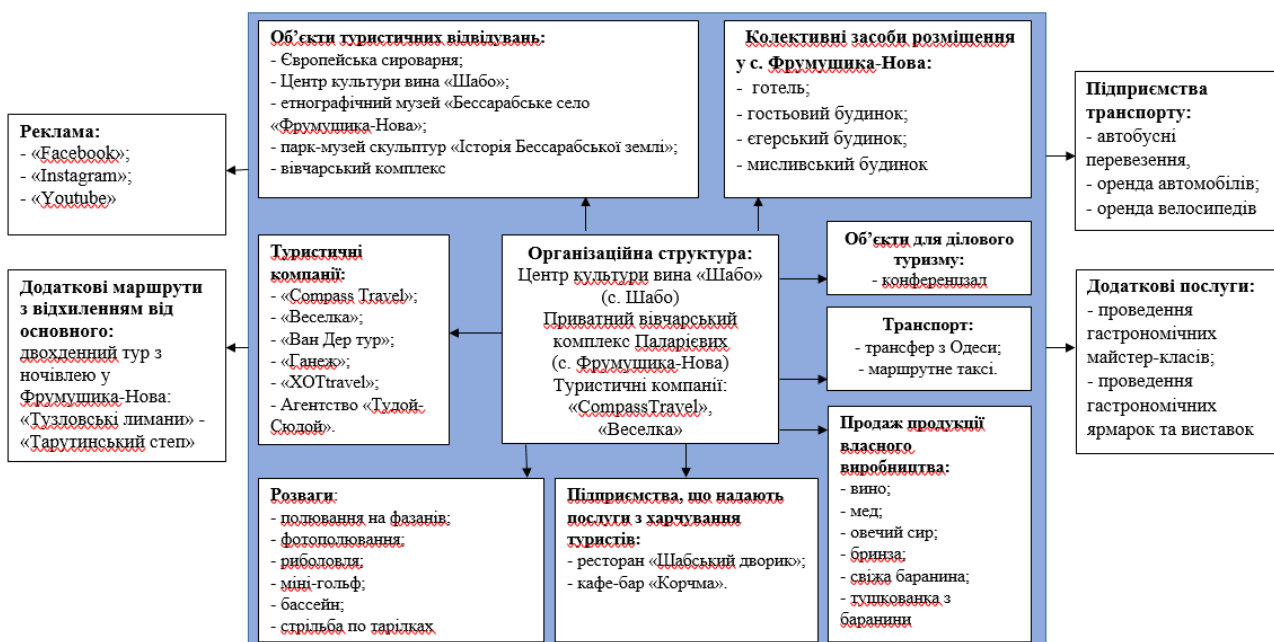 Об’єкти туристичних відвідувань:
- Європейська сироварня;
- Центр культури вина «Шабо»;
- етнографічний музей «Бессарабське село
«Фрумушика-Нова»;
- парк-музей скульптур «Історія Бессарабської землі»;
- вівчарський комплекс
Колективні засоби розміщення
у с. Фрумушика-Нова:
- готель;
- гостьовий будинок;
- єгерський будинок;
- мисливський будинок
Реклама:
- «Facebook»;
- «Instagram»;
- «Youtube»
Підприємства
транспорту:
- автобусні
перевезення,
- оренда автомобілів;
- оренда велосипедів
Туристичні
компанії:
- «Compass Travel»;
- «Веселка»;
- «Ван Дер тур»;
- «Ганеж»;
- «ХОТtravel»;
- Агентство «Тудой-
Сюдой».
Організаційна структура:
Центр культури вина «Шабо»
(с. Шабо)
Приватний вівчарський
комплекс Паларієвих
(с. Фрумушика-Нова)
Туристичні компанії:
«CompassTravel»,
«Веселка»
Об’єкти для ділового
туризму:
- конференцзад
Транспорт:
- трансфер з Одеси;
- маршрутне таксі.
Додаткові маршрути
з відхиленням від
основного:
двохденний тур з
ночівлею у
Фрумушика-Нова:
«Тузловські лимани» -
«Тарутинський степ»
Додаткові послуги:
- проведення
гастрономічних
майстер-класів;
- проведення
гастрономічних
ярмарок та виставок
Розваги:
- полювання на фазанів;
- фотополювання;
- риболовля;
- міні-гольф;
- бассейн;
- стрільба по тарілках
Підприємства, що надають
послуги з харчування
туристів:
- ресторан «Шабський дворик»;
- кафе-бар «Корчма».
Продаж продукції
власного
виробництва:
- вино;
- мед;
- овечий сир;
- бринза;
- свіжа баранина;
- тушкованка з
баранини